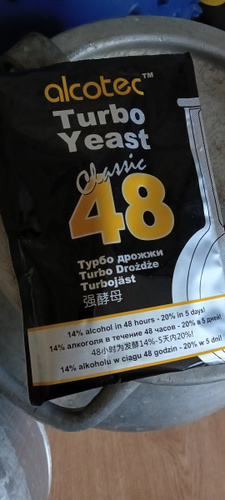 alcotec™
Turbo
Yeast
Classic
48
Турбо дрожжи
Turbo Drożdże
Turbojäst
强酵母
14% alcohol in 48 hours - 20% in 5 days!
14% алкоголя в течение 48 часов - 20% в 5 дней!
48小时为发酵14%-5天内20%!
14% alkoholu w ciągu 48 godzin - 20% w 5 dni!